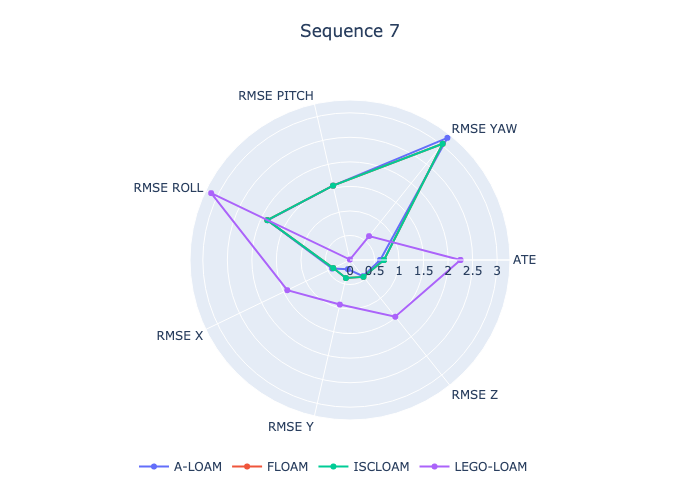 Sequence 7
RMSE PITCH
RMSE YAW
RMSE ROLL
ATE
0 0.5 1 1.5 2 2.5 3
RMSE X
RMSE Z
RMSE Y
A-LOAM FLOAM ISCLOAM LEGO-LOAM